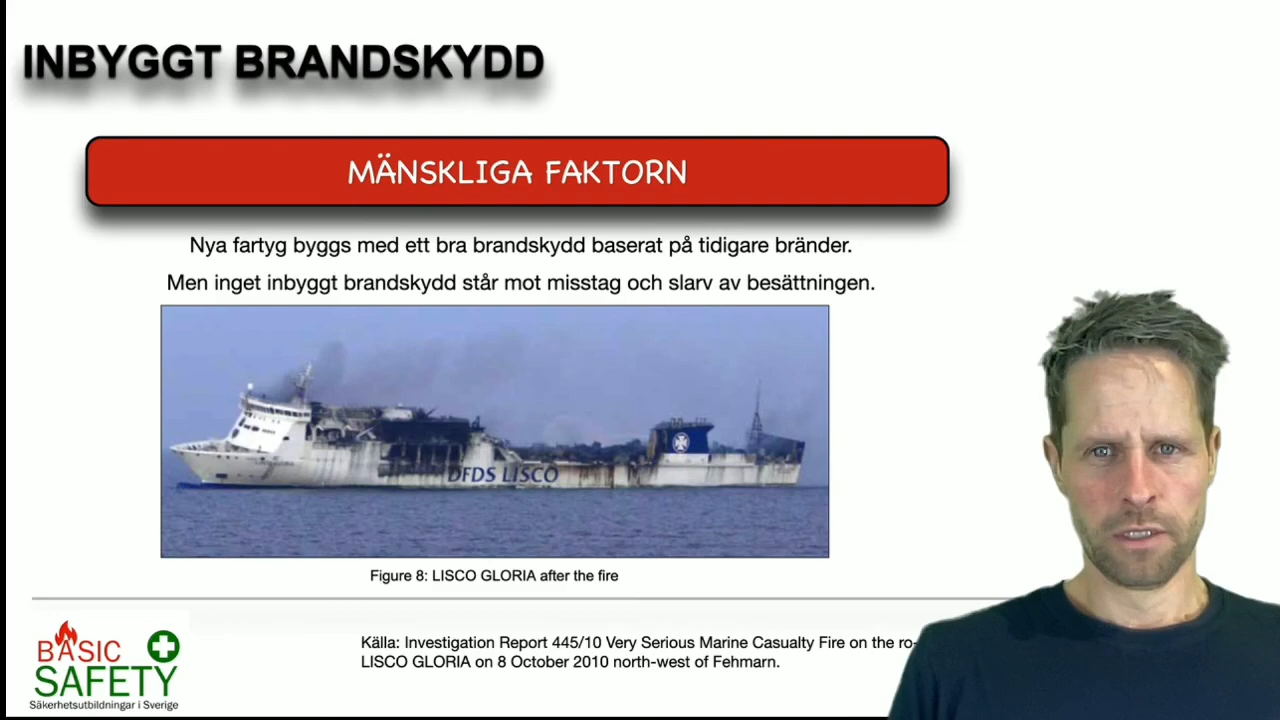 INBYGGT BRANDSKYDD
MÄNSKLIGA FAKTORN
Nya fartyg byggs med ett bra brandskydd baserat på tidigare bränder.
Men inget inbyggt brandskydd står mot misstag och slarv av besättningen.
DFDS LISCO
Figure 8: LISCO GLORIA after the fire
BASIC
SAFETY
Säkerhetsutbildningar i Sverige
Källa: Investigation Report 445/10 Very Serious Marine Casualty Fire on the ro-
LISCO GLORIA on 8 October 2010 north-west of Fehmarn.